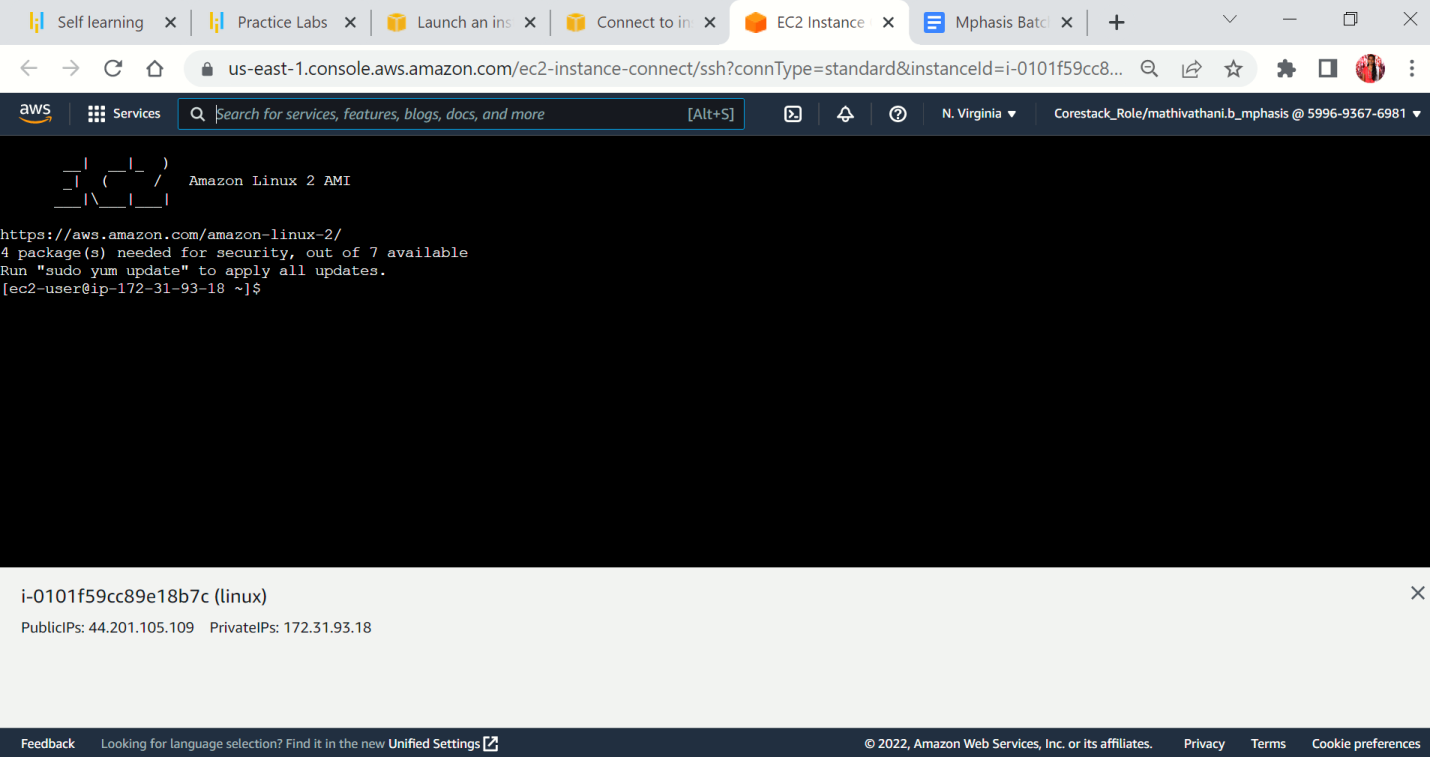 Self learning
Practice Labs
Launch an ins
Connect to in
EC2 Instance
Mphasis Batc
us-east-1.console.aws.amazon.com/ec2-instance-connect/ssh?connType=standard&instanceId=i-0101f59cc8...
aws
Services
Search for services, features, blogs, docs, and more
[Alt+S]
N. Virginia
Corestack_Role/mathivathani.b_mphasis @ 5996-9367-6981
__| __|_ )
_| ( / Amazon Linux 2 AMI
___|\___|___|
https://aws.amazon.com/amazon-linux-2/
4 package(s) needed for security, out of 7 available
Run "sudo yum update" to apply all updates.
[ec2-user@ip-172-31-93-18 ~]$
i-0101f59cc89e18b7c (linux)
PublicIPs: 44.201.105.109 PrivateIPs: 172.31.93.18
Feedback
Looking for language selection? Find it in the new Unified Settings
© 2022, Amazon Web Services, Inc. or its affiliates.
Privacy
Terms
Cookie preferences